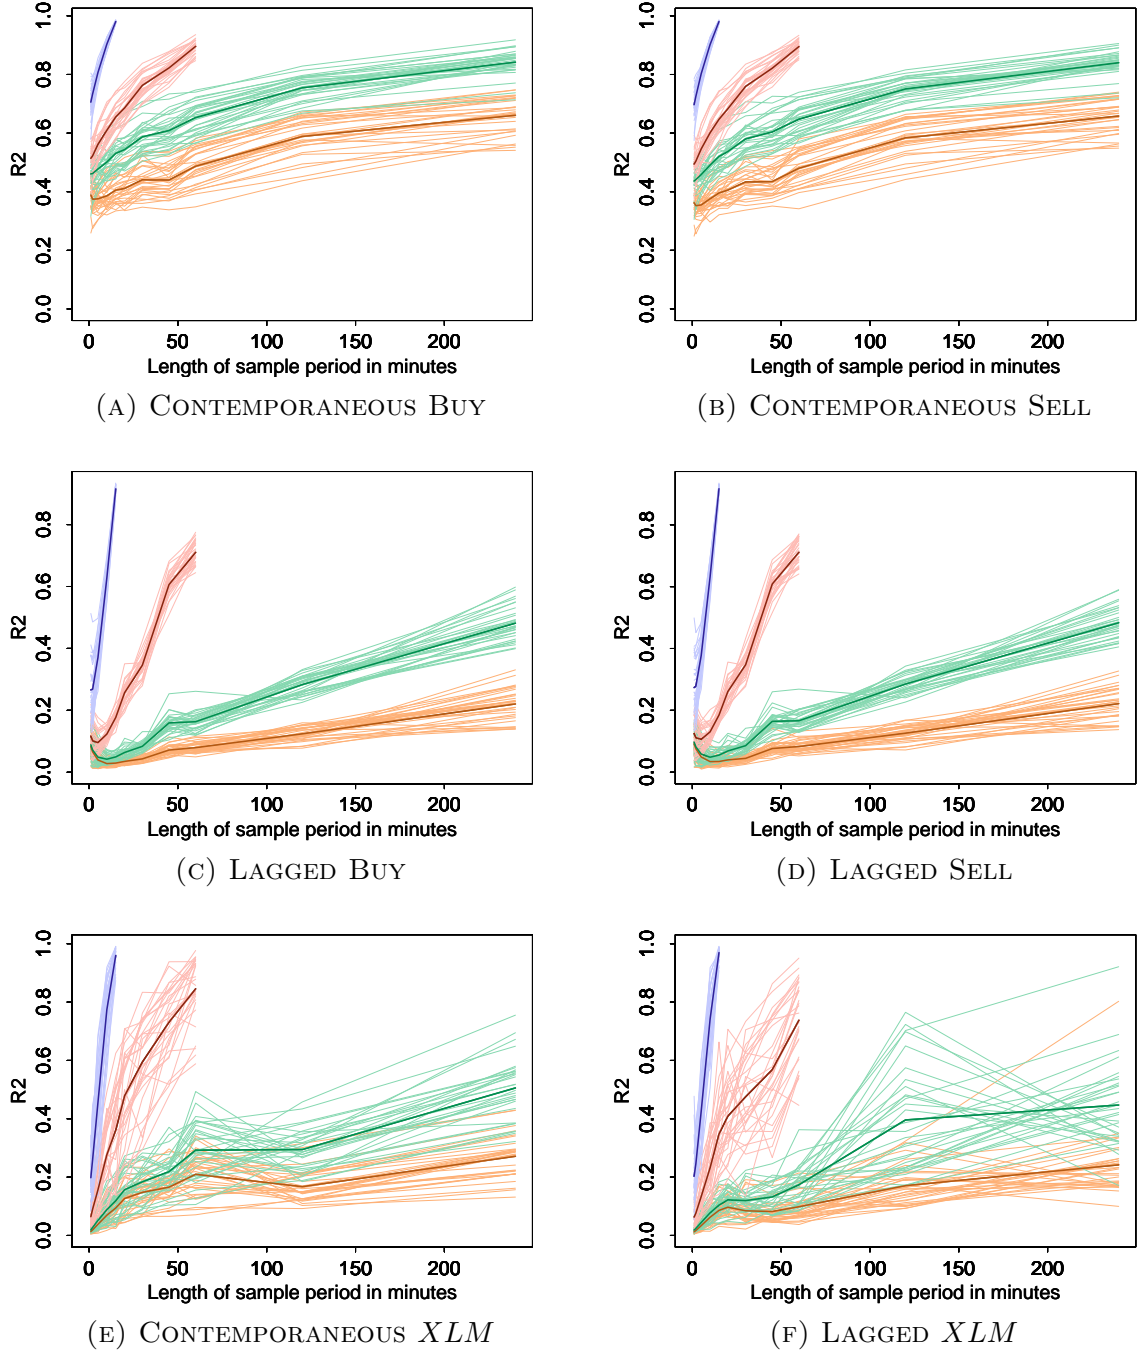 R2
0.0 0.2 0.4 0.6 0.8 1.0
0 50 100 150 200
Length of sample period in minutes
(A) CONTEMPORANEOUS BUY
R2
0.0 0.2 0.4 0.6 0.8 1.0
0 50 100 150 200
Length of sample period in minutes
(B) CONTEMPORANEOUS SELL
R2
0.0 0.2 0.4 0.6 0.8
0 50 100 150 200
Length of sample period in minutes
(C) LAGGED BUY
R2
0.0 0.2 0.4 0.6 0.8
0 50 100 150 200
Length of sample period in minutes
(D) LAGGED SELL
R2
0.0 0.2 0.4 0.6 0.8 1.0
0 50 100 150 200
Length of sample period in minutes
(E) CONTEMPORANEOUS XLM
R2
0.0 0.2 0.4 0.6 0.8 1.0
0 50 100 150 200
Length of sample period in minutes
(F) LAGGED XLM